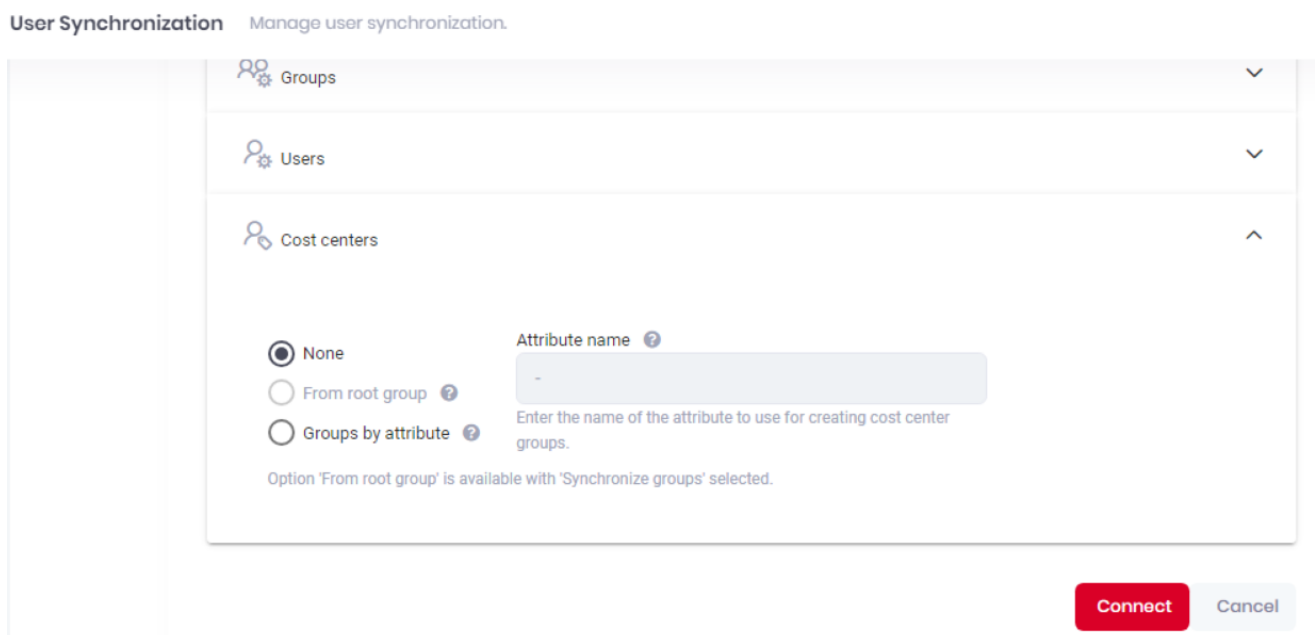 User Synchronization Manage user synchronization.
Groups
Users
Cost centers
None
From root group
Groups by attribute
Attribute name
-
Enter the name of the attribute to use for creating cost center
groups.
Option 'From root group' is available with 'Synchronize groups' selected.
Connect Cancel